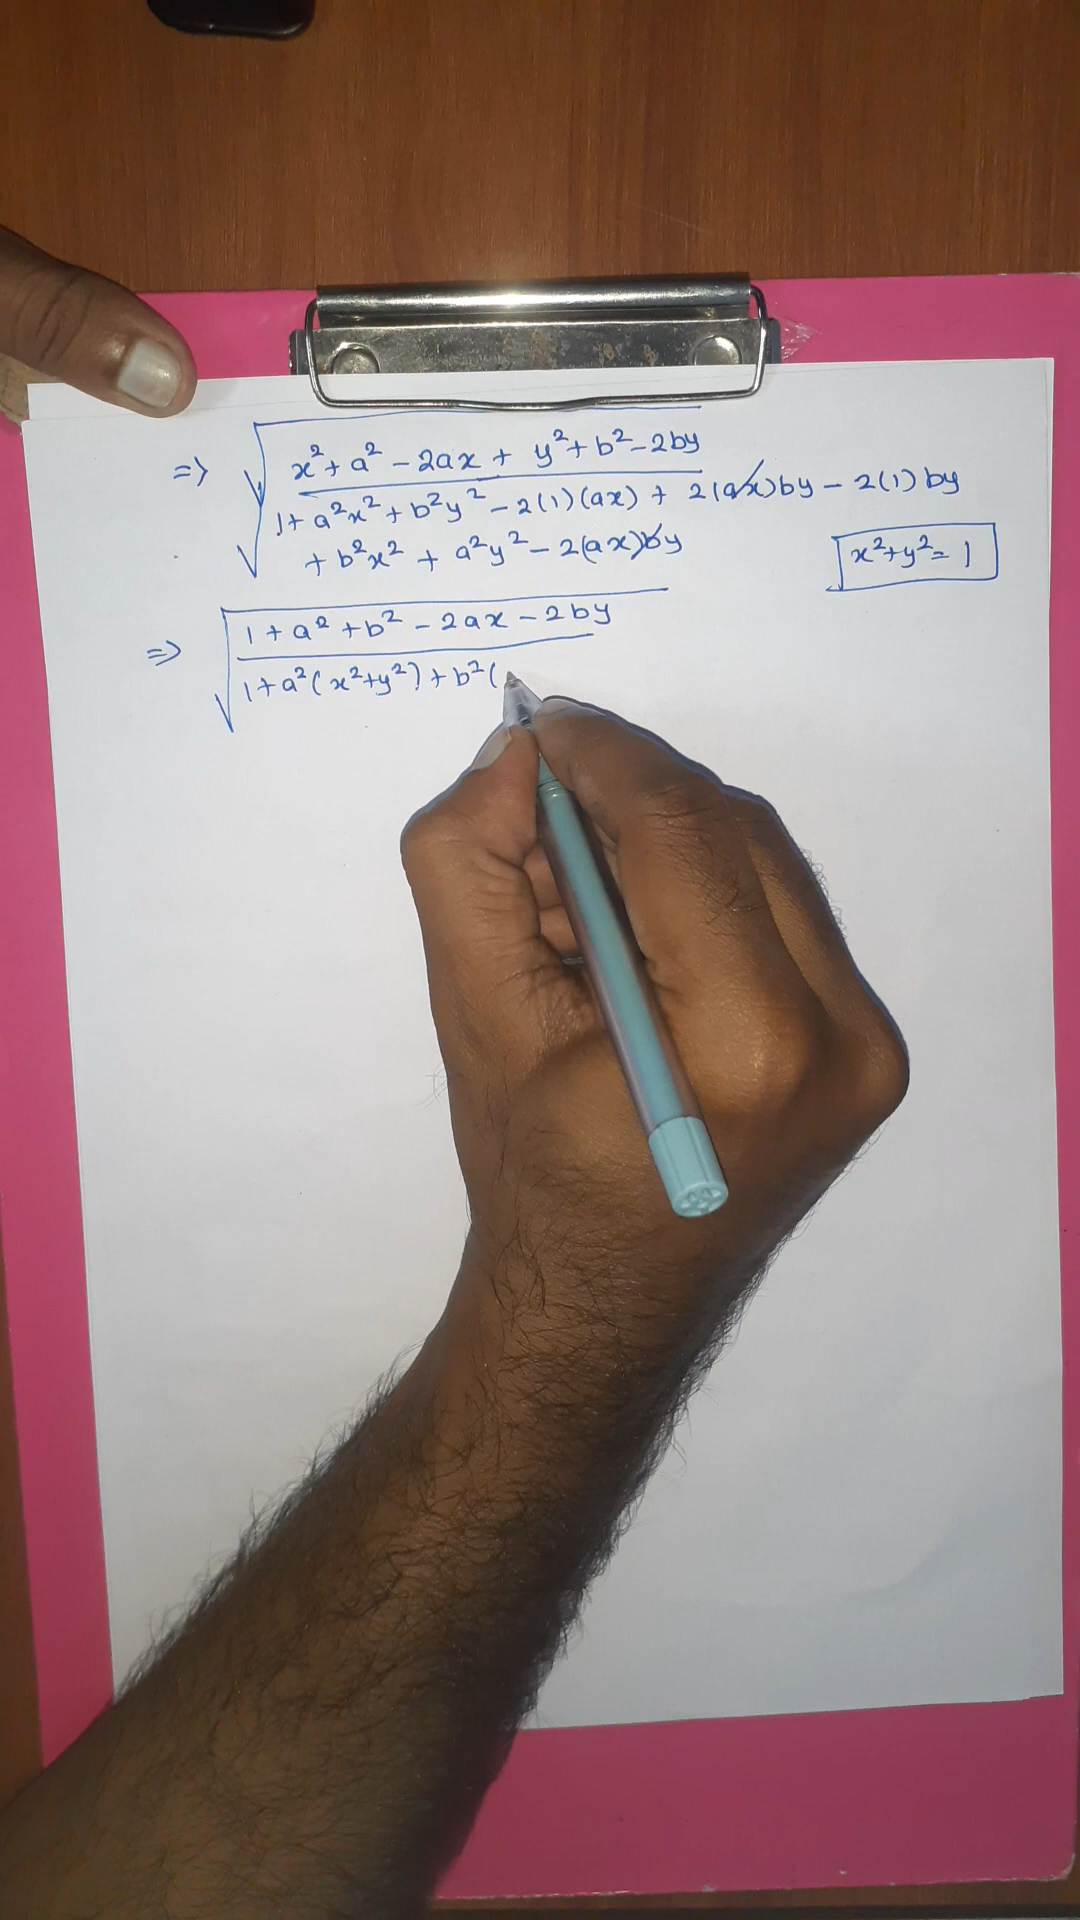 => √ x²+a²-2ax+y²+b²-2by
1+a²x²+b²y²-2(1)(ax)+2(ax)by-2(1)by
+b²x²+a²y²-2(ax)by
x²+y²=1
=> √ 1+a²+b²-2ax-2by
1+a²(x²+y²)+b²(